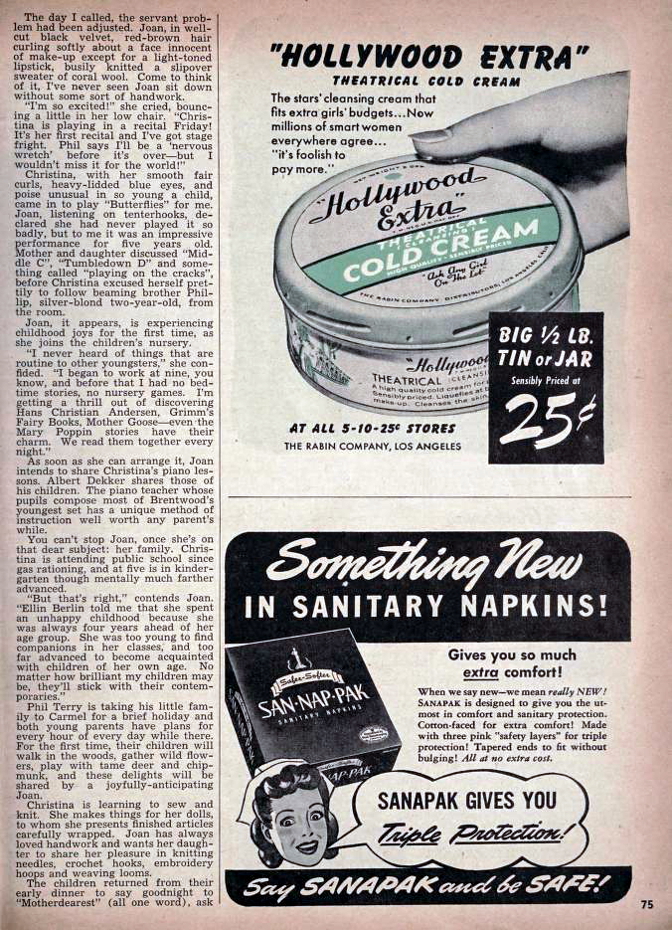 The day I called, the servant prob-
lem had been adjusted. Joan, in well-
cut black velvet, red-brown hair
curling softly about a face innocent
of make-up except for a light-toned
lipstick, busily knitted a slipover
sweater of coral wool. Come to think
of it, I've never seen Joan sit down
without some sort of handwork.
"I'm so excited!" she cried, bounc-
ing a little in her low chair. "Chris-
tina is playing in a recital Friday!
It's her first recital and I've got stage
fright. Phil says I'll be a 'nervous
wretch' before it's over—but I
wouldn't miss it for the world!"
Christina, with her smooth fair
curls, heavy-lidded blue eyes, and
poise unusual in so young a child,
came in to play "Butterflies" for me.
Joan, listening on tenterhooks, de-
clared she had never played it so
badly, but to me it was an impressive
performance for five years old.
Mother and daughter discussed "Mid-
dle C", "Tumbledown D" and some-
thing called "playing on the cracks",
before Christina excused herself pret-
tily to follow beaming brother Phil-
lip, silver-blond two-year-old, from
the room.
Joan, it appears, is experiencing
childhood joys for the first time, as
she joins the children's nursery.
"I never heard of things that are
routine to other youngsters," she con-
fided. "I began to work at nine, you
know, and before that I had no bed-
time stories, no nursery games. I'm
getting a thrill out of discovering
Hans Christian Andersen, Grimm's
Fairy Books, Mother Goose—even the
Mary Poppin stories have their
charm. We read them together every
night."
As soon as she can arrange it, Joan
intends to share Christina's piano les-
sons. Albert Dekker shares those of
his children. The piano teacher whose
pupils compose most of Brentwood's
youngest set has a unique method of
instruction well worth any parent's
while.
You can't stop Joan, once she's on
that dear subject: her family. Chris-
tina is attending public school since
gas rationing, and at five is in kinder-
garten though mentally much farther
advanced.
"But that's right," contends Joan.
"Ellin Berlin told me that she spent
an unhappy childhood because she
was always four years ahead of her
age group. She was too young to find
companions in her classes, and too
far advanced to become acquainted
with children of her own age. No
matter how brilliant my children may
be, they'll stick with their contem-
poraries."
Phil Terry is taking his little fam-
ily to Carmel for a brief holiday and
both young parents have plans for
every hour of every day while there.
For the first time, their children will
walk in the woods, gather wild flow-
ers, play with tame deer and chip-
munk, and these delights will be
shared by a joyfully-anticipating
Joan.
Christina is learning to sew and
knit. She makes things for her dolls,
to whom she presents finished articles
carefully wrapped. Joan has always
loved handwork and wants her daugh-
ter to share her pleasure in knitting
needles, crochet hooks, embroidery
hoops and weaving looms.
The children returned from their
early dinner to say goodnight to
"Motherdearest" (all one word), ask
"HOLLYWOOD EXTRA"
THEATRICAL COLD CREAM
The stars' cleansing cream that
fits extra girls' budgets...Now
millions of smart women
everywhere agree...
"it's foolish to
pay more."
"Hollywood
Extra"
THEATRICAL
CLEANSING
COLD CREAM
HIGH QUALITY - SENSIBLY PRICED
"Ask Any Girl
On The Lot"
THE RABIN COMPANY - DISTRIBUTORS, LOS ANGELES, CAL.
"Hollywood
THEATRICAL (CLEANSI
A high quality cold cream for
Sensibly priced. Liquefies at b
make-up. Cleanses the skin.
BIG ½ LB.
TIN or JAR
Sensibly Priced at
25¢
AT ALL 5-10-25¢ STORES
THE RABIN COMPANY, LOS ANGELES
Something New
IN SANITARY NAPKINS!
Safer-Softer
SAN-NAP-PAK
SANITARY NAPKINS
NAP-PAK
Gives you so much
extra comfort!
When we say new—we mean really NEW!
SANAPAK is designed to give you the ut-
most in comfort and sanitary protection.
Cotton-faced for extra comfort! Made
with three pink "safety layers" for triple
protection! Tapered ends to fit without
bulging! All at no extra cost.
SANAPAK GIVES YOU
Triple Protection!
Say SANAPAK and be SAFE!
75